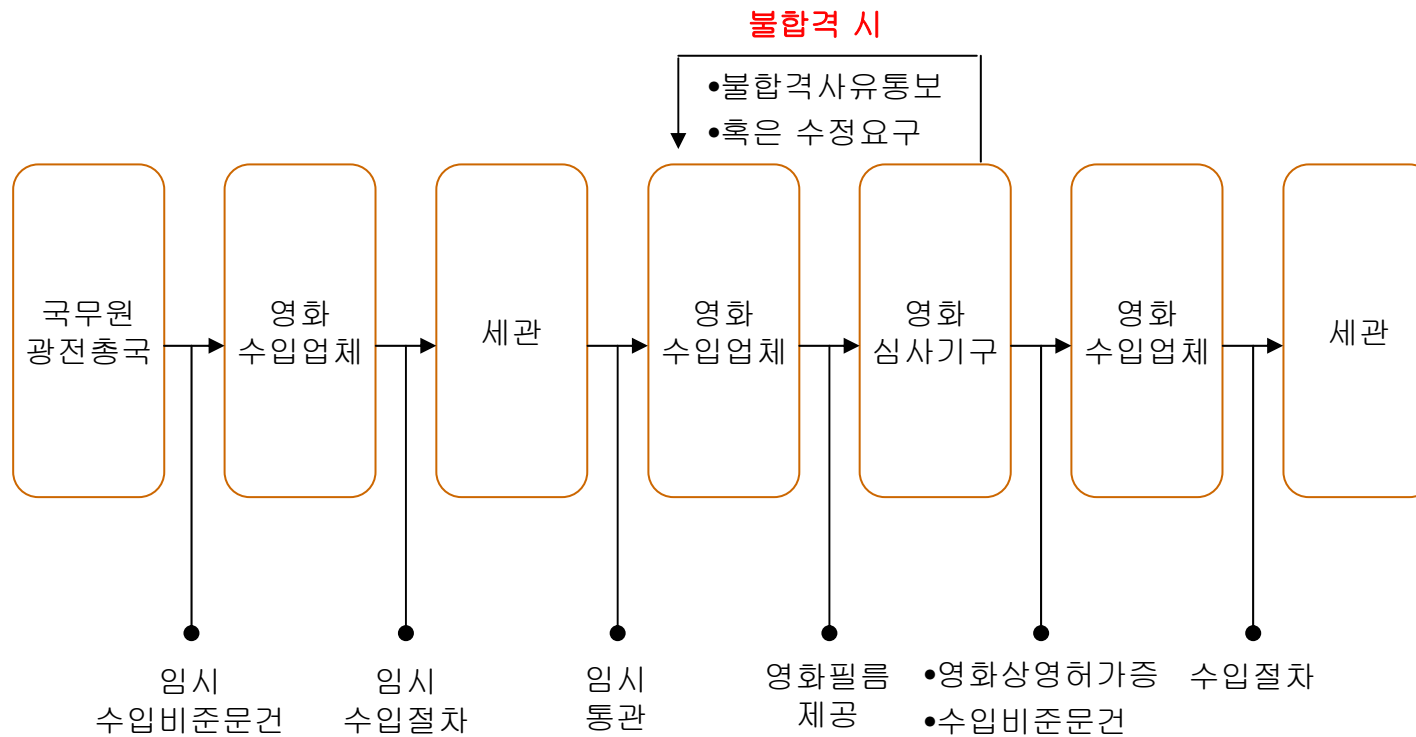 불합격 시
•불합격사유통보
•혹은 수정요구
국무원
광전총국
영화
수입업체
세관
영화
수입업체
영화
심사기구
영화
수입업체
세관
임시
수입비준문건
임시
수입절차
임시
통관
영화필름
제공
•영화상영허가증
•수입비준문건
수입절차